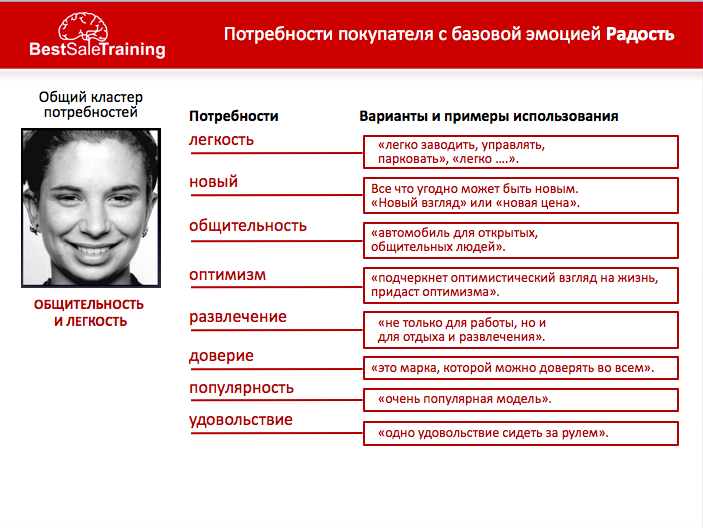 BestSaleTraining
Потребности покупателя с базовой эмоцией Радость
Общий кластер
потребностей
ОБЩИТЕЛЬНОСТЬ
И ЛЕГКОСТЬ
Потребности
Варианты и примеры использования
легкость
«легко заводить, управлять,
парковать», «легко ....».
новый
Все что угодно может быть новым.
«Новый взгляд» или «новая цена».
общительность
«автомобиль для открытых,
общительных людей».
оптимизм
«подчеркнет оптимистический взгляд на жизнь,
придаст оптимизма».
развлечение
«не только для работы, но и
для отдыха и развлечения».
доверие
«это марка, которой можно доверять во всем».
популярность
«очень популярная модель».
удовольствие
«одно удовольствие сидеть за рулем».